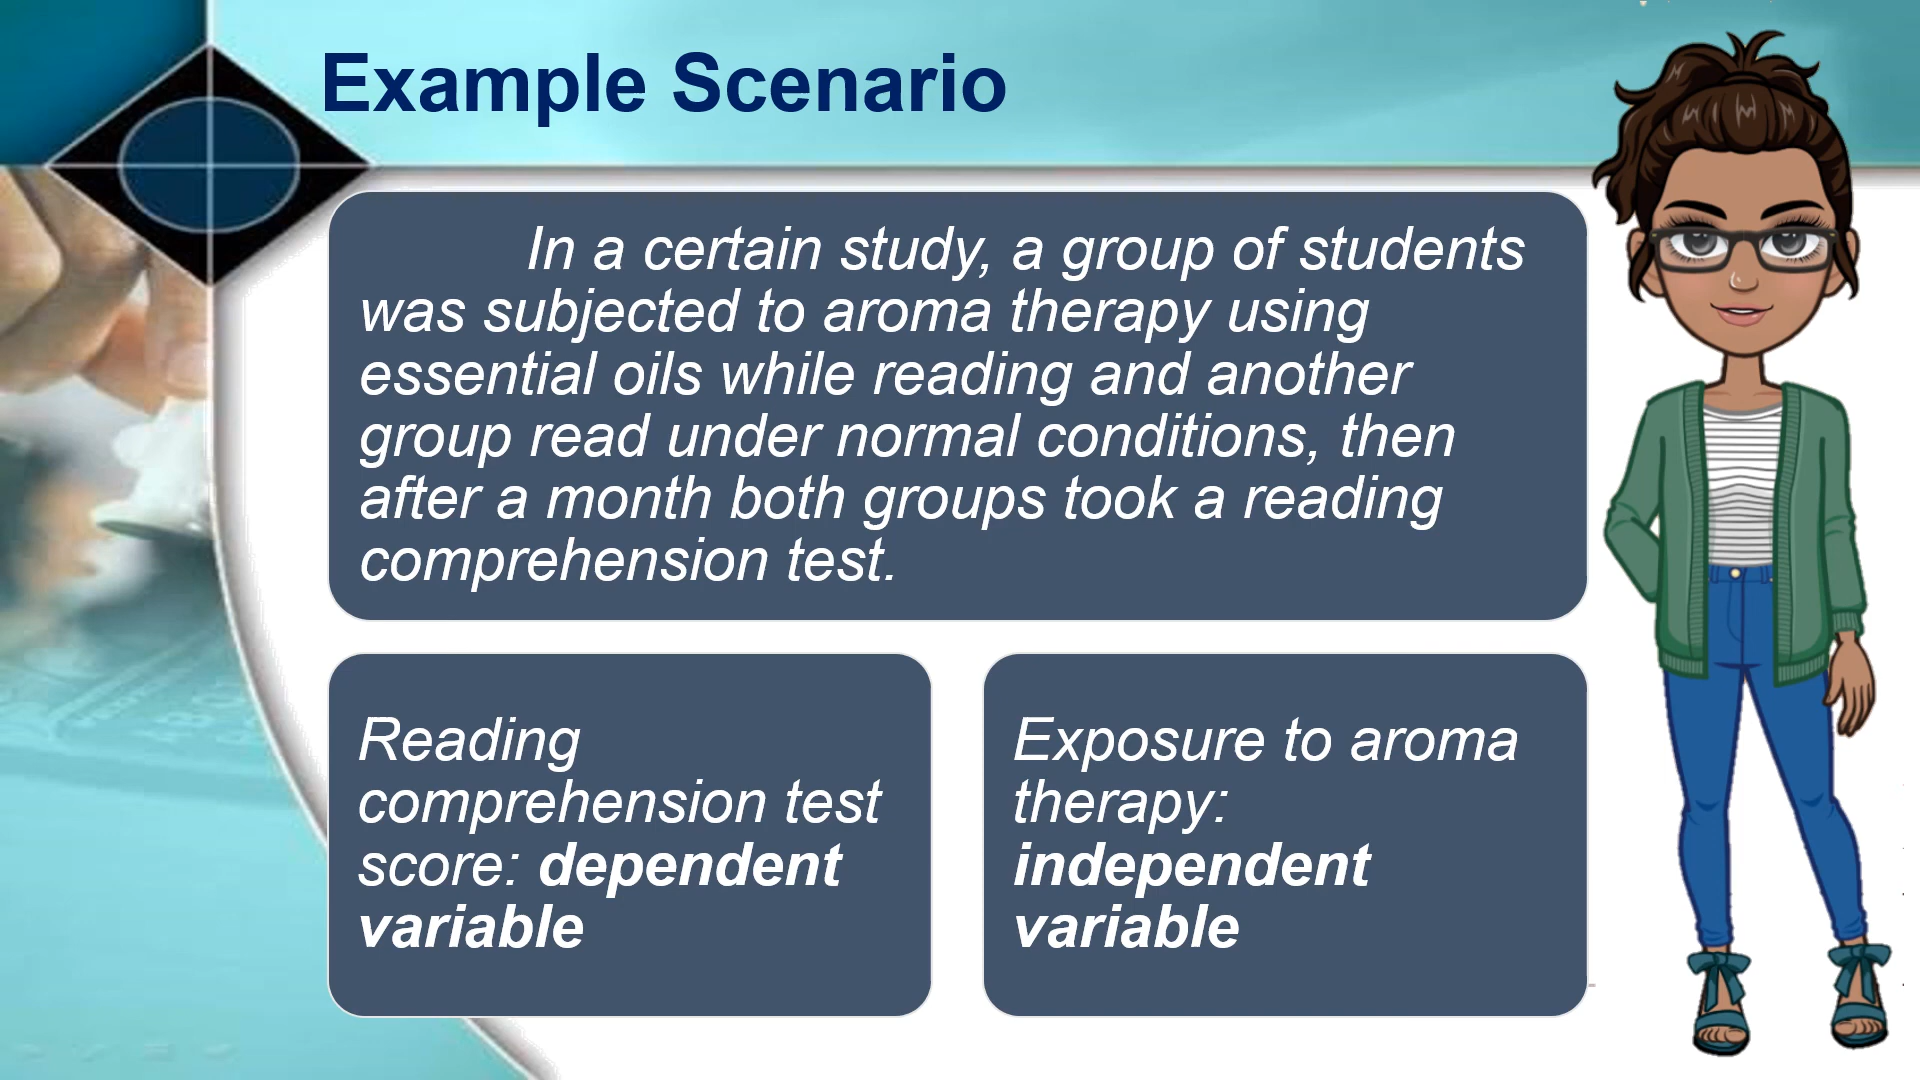 Example Scenario
In a certain study, a group of students
was subjected to aroma therapy using
essential oils while reading and another
group read under normal conditions, then
after a month both groups took a reading
comprehension test.
Reading
comprehension test
score: dependent
variable
Exposure to aroma
therapy:
independent
variable